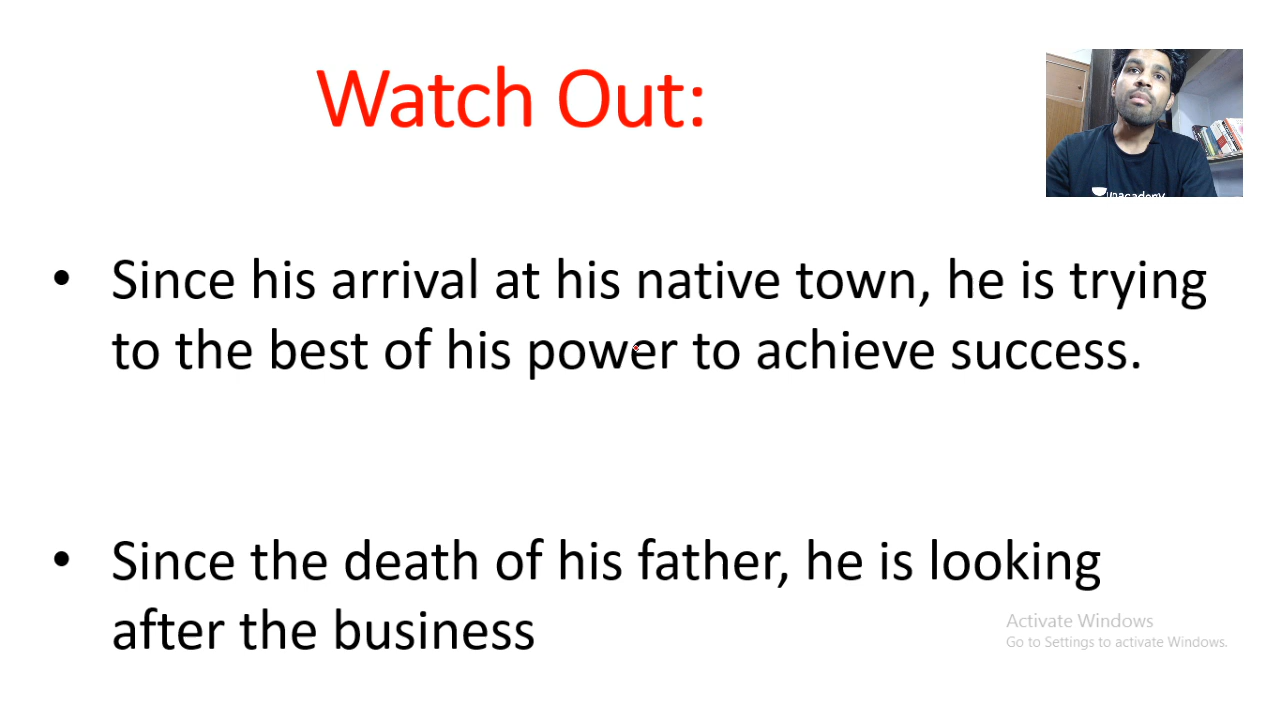 Watch Out:
unacademy
• Since his arrival at his native town, he is trying
to the best of his power to achieve success.
• Since the death of his father, he is looking
after the business
Activate Windows
Go to Settings to activate Windows.